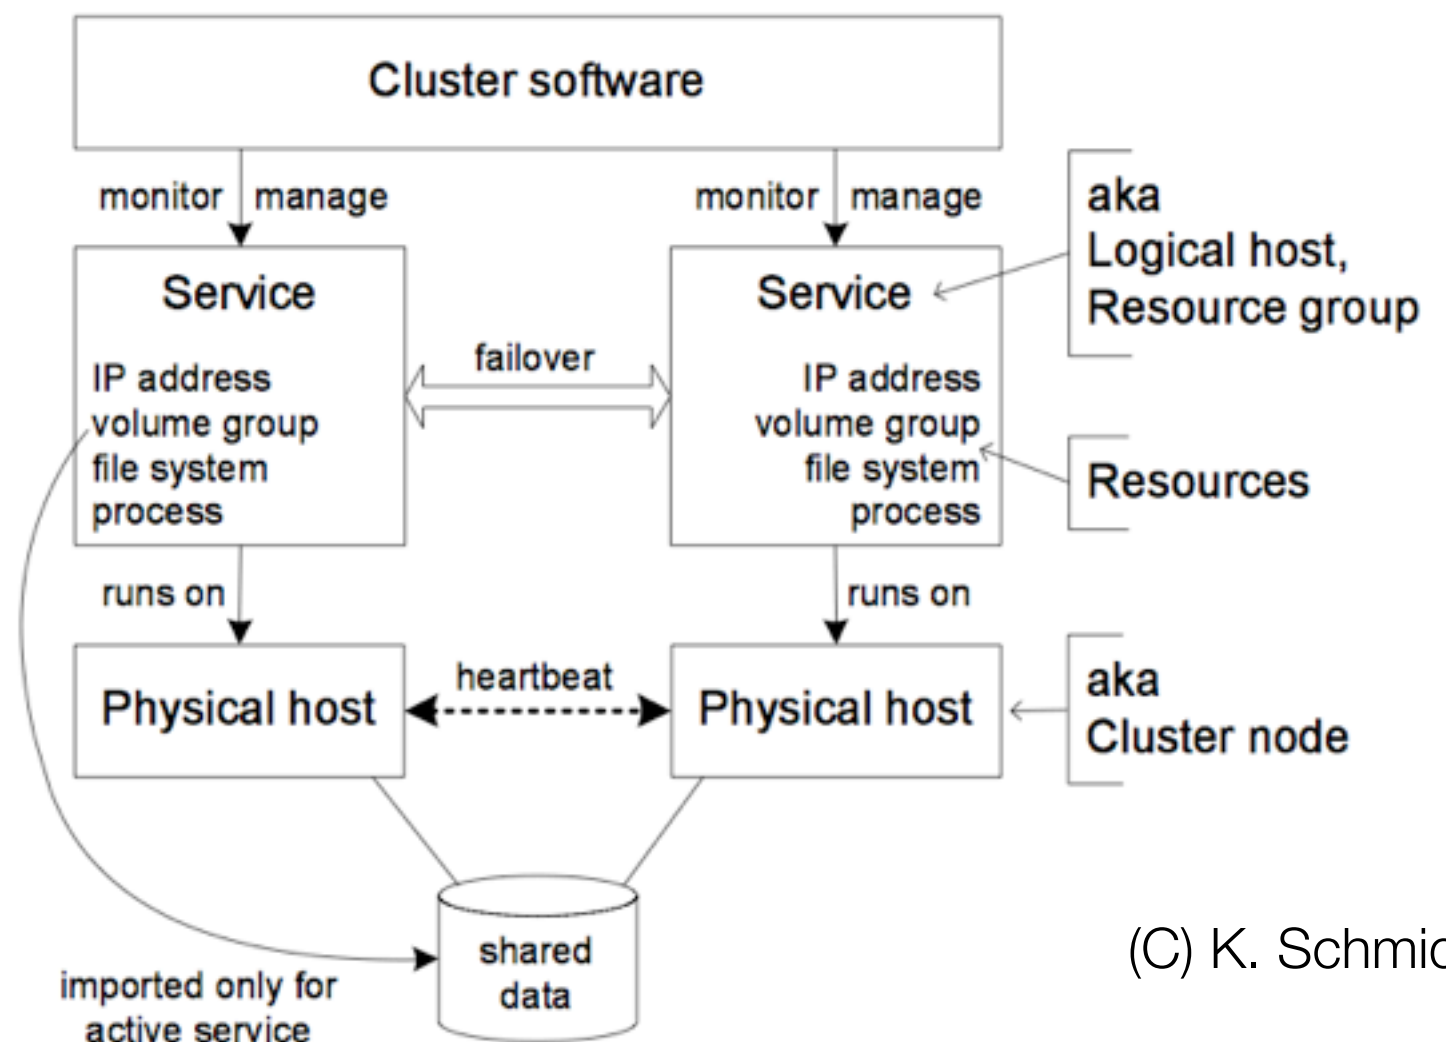 Cluster software
monitor manage
monitor manage
aka
Logical host,
Resource group
Service
IP address
volume group
file system
process
failover
Service
IP address
volume group
file system
process
Resources
runs on
runs on
Physical host
heartbeat
Physical host
aka
Cluster node
shared
data
imported only for
active service
(C) K.